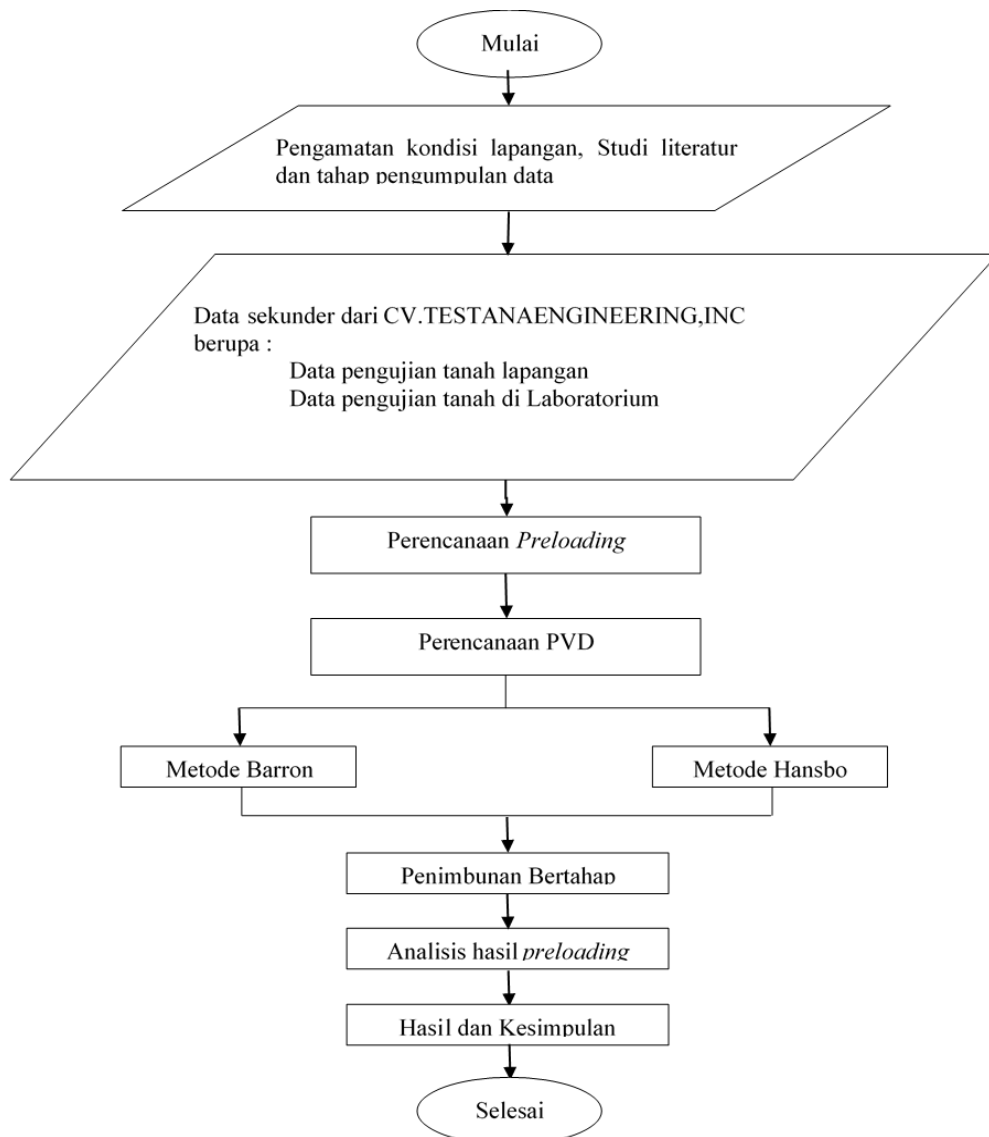 Mulai
Pengamatan kondisi lapangan, Studi literatur
dan tahap pengumpulan data
Data sekunder dari CV.TESTANAENGINEERING,INC
berupa :
Data pengujian tanah lapangan
Data pengujian tanah di Laboratorium
Perencanaan Preloading
Perencanaan PVD
Metode Barron
Metode Hansbo
Penimbunan Bertahap
Analisis hasil preloading
Hasil dan Kesimpulan
Selesai